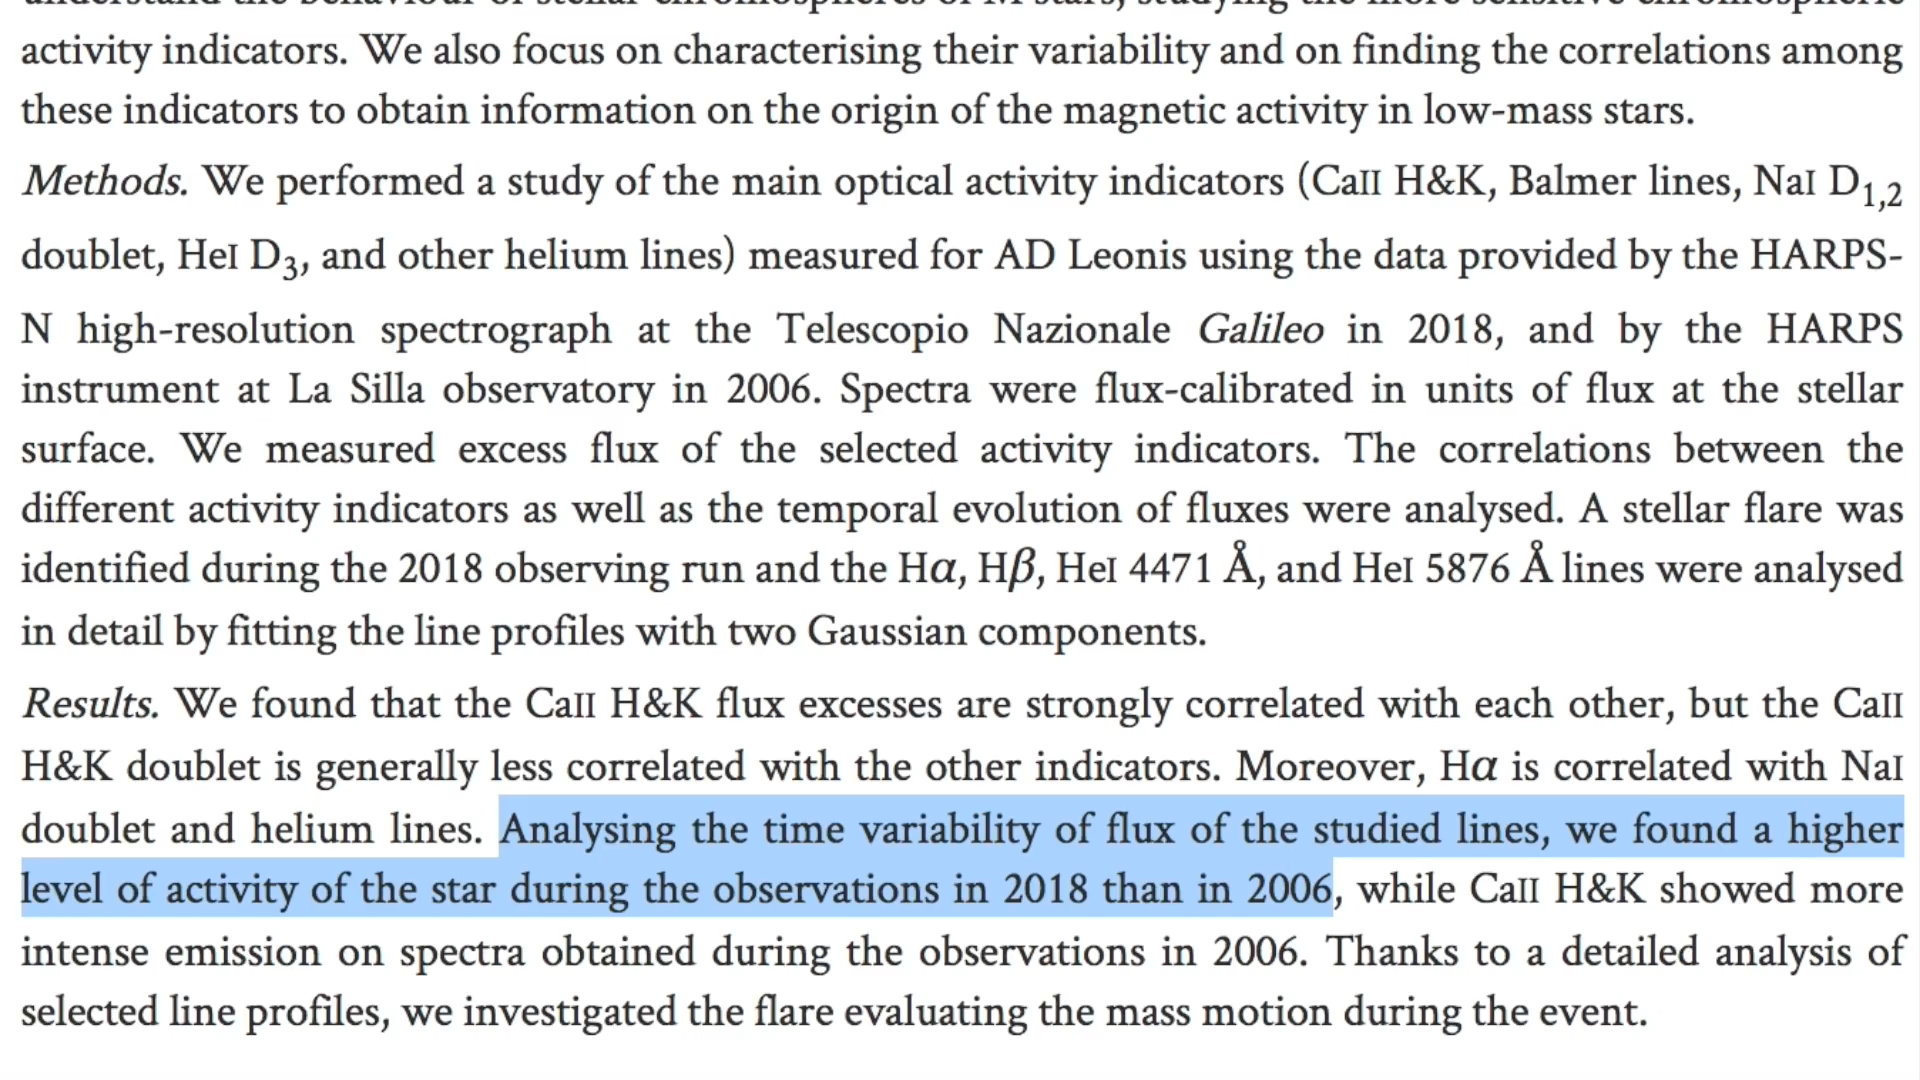 understand the behaviour of stellar chromospheres of M stars, studying the more sensitive chromospheric
activity indicators. We also focus on characterising their variability and on finding the correlations among
these indicators to obtain information on the origin of the magnetic activity in low-mass stars.
Methods. We performed a study of the main optical activity indicators (CaII H&K, Balmer lines, NaI D1,2
doublet, HeI D3, and other helium lines) measured for AD Leonis using the data provided by the HARPS-
N high-resolution spectrograph at the Telescopio Nazionale Galileo in 2018, and by the HARPS
instrument at La Silla observatory in 2006. Spectra were flux-calibrated in units of flux at the stellar
surface. We measured excess flux of the selected activity indicators. The correlations between the
different activity indicators as well as the temporal evolution of fluxes were analysed. A stellar flare was
identified during the 2018 observing run and the Hα, Hβ, HeI 4471 Å, and HeI 5876 Å lines were analysed
in detail by fitting the line profiles with two Gaussian components.
Results. We found that the CaII H&K flux excesses are strongly correlated with each other, but the CaII
H&K doublet is generally less correlated with the other indicators. Moreover, Hα is correlated with NaI
doublet and helium lines. Analysing the time variability of flux of the studied lines, we found a higher
level of activity of the star during the observations in 2018 than in 2006, while CaII H&K showed more
intense emission on spectra obtained during the observations in 2006. Thanks to a detailed analysis of
selected line profiles, we investigated the flare evaluating the mass motion during the event.